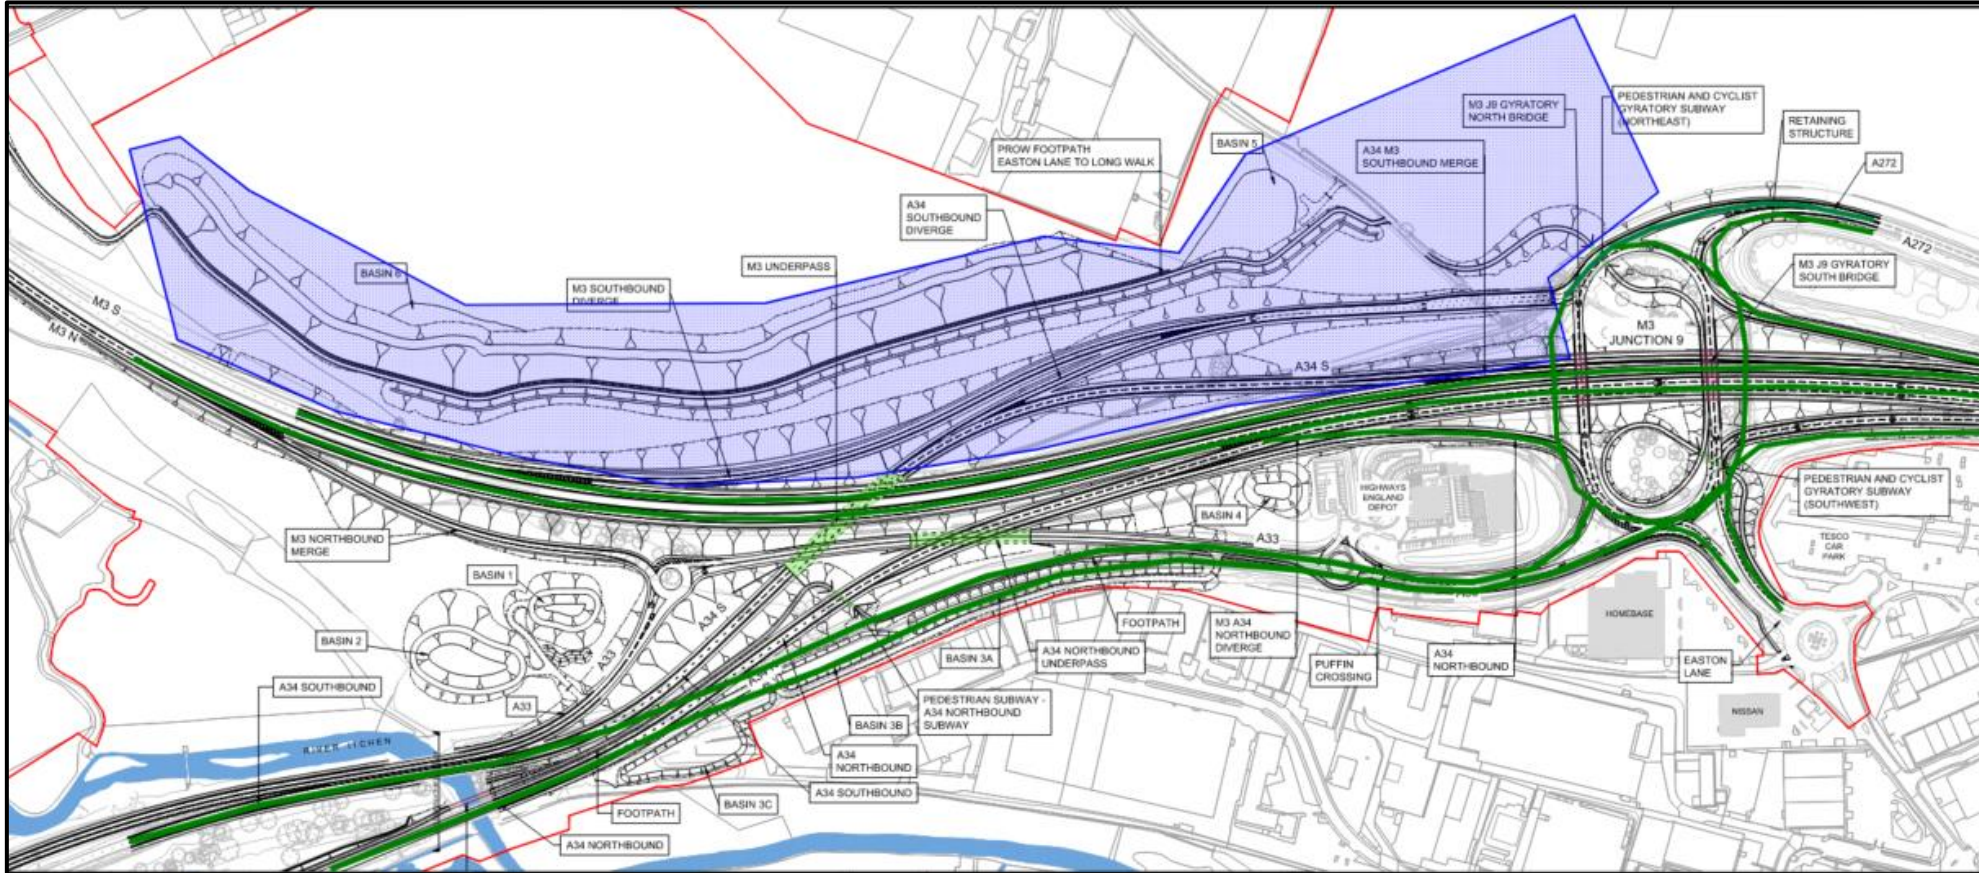 PEDESTRIAN AND CYCLIST
GYRATORY SUBWAY
(NORTHEAST)
M3 J9 GYRATORY
NORTH BRIDGE
RETAINING
STRUCTURE
A272
BASIN 5
PROW FOOTPATH
EASTON LANE TO LONG WALK
A34 M3
SOUTHBOUND MERGE
A34
SOUTHBOUND
DIVERGE
A272
M3 UNDERPASS
BASIN 6
M3 SOUTHBOUND
DIVERGE
M3 J9 GYRATORY
SOUTH BRIDGE
M3 S
M3 N
M3
JUNCTION 9
A34 S
HIGHWAYS
ENGLAND
DEPOT
PEDESTRIAN AND CYCLIST
GYRATORY SUBWAY
(SOUTHWEST)
BASIN 4
M3 NORTHBOUND
MERGE
A33
TESCO
CAR
PARK
BASIN 1
A34 S
HOMEBASE
BASIN 2
FOOTPATH
M3 A34
NORTHBOUND
DIVERGE
BASIN 3A
A34 NORTHBOUND
UNDERPASS
PUFFIN
CROSSING
A34
NORTHBOUND
EASTON
LANE
A33
A34 SOUTHBOUND
A33
PEDESTRIAN SUBWAY -
A34 NORTHBOUND
SUBWAY
NISSAN
BASIN 3B
RIVER ITCHEN
A34
NORTHBOUND
A34 SOUTHBOUND
BASIN 3C
FOOTPATH
A34 NORTHBOUND